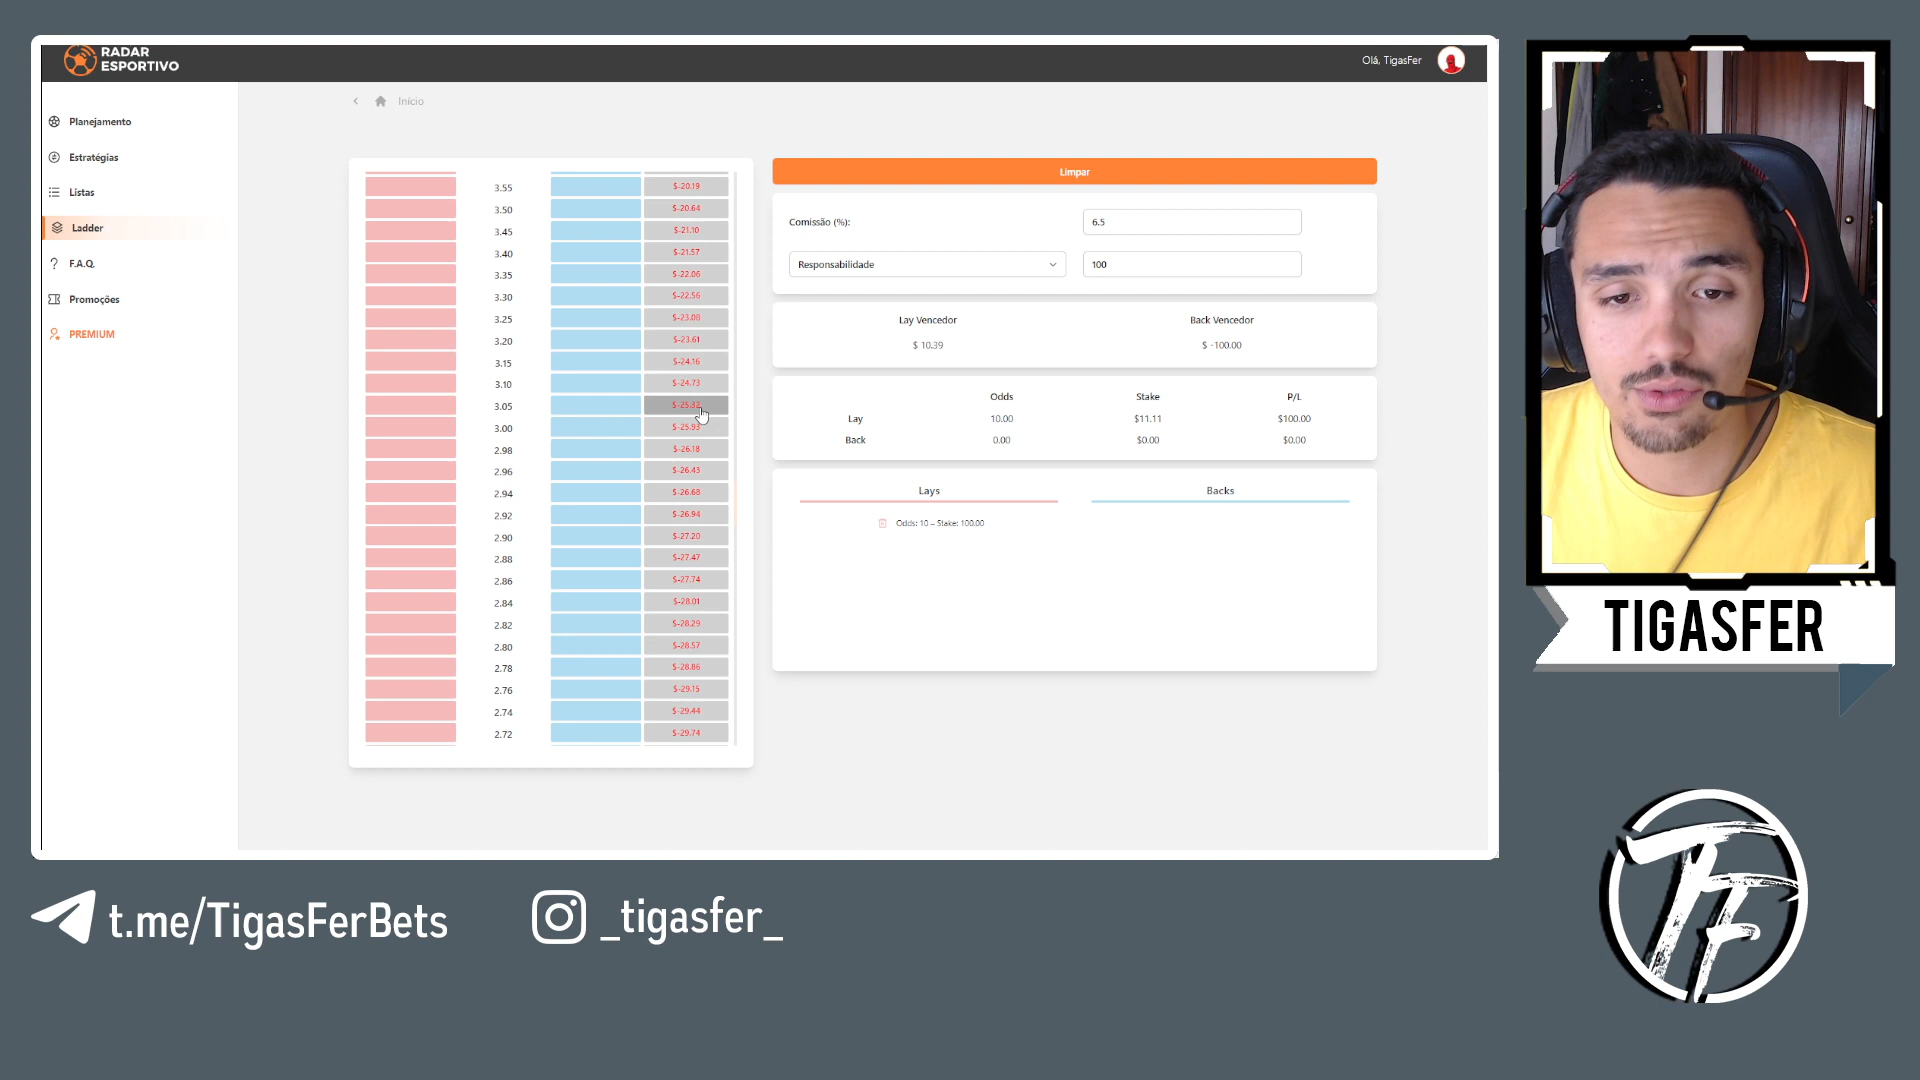 RADAR
ESPORTIVO
Olá, TigasFer
Início
Planejamento
Estratégias
Listas
Ladder
F.A.Q.
Promoções
PREMIUM
3.55 $-20.19
3.50 $-20.64
3.45 $-21.10
3.40 $-21.57
3.35 $-22.06
3.30 $-22.56
3.25 $-23.08
3.20 $-23.61
3.15 $-24.16
3.10 $-24.73
3.05 $-25.32
3.00 $-25.93
2.98 $-26.18
2.96 $-26.43
2.94 $-26.68
2.92 $-26.94
2.90 $-27.20
2.88 $-27.47
2.86 $-27.74
2.84 $-28.01
2.82 $-28.29
2.80 $-28.57
2.78 $-28.86
2.76 $-29.15
2.74 $-29.44
2.72 $-29.74
Limpar
Comissão (%): 6.5
Responsabilidade 100
Lay Vencedor Back Vencedor
$ 10.39 $ -100.00
Odds Stake P/L
Lay 10.00 $11.11 $100.00
Back 0.00 $0.00 $0.00
Lays Backs
Odds: 10 – Stake: 100.00
TIGASFER
TF
t.me/TigasFerBets
_tigasfer_